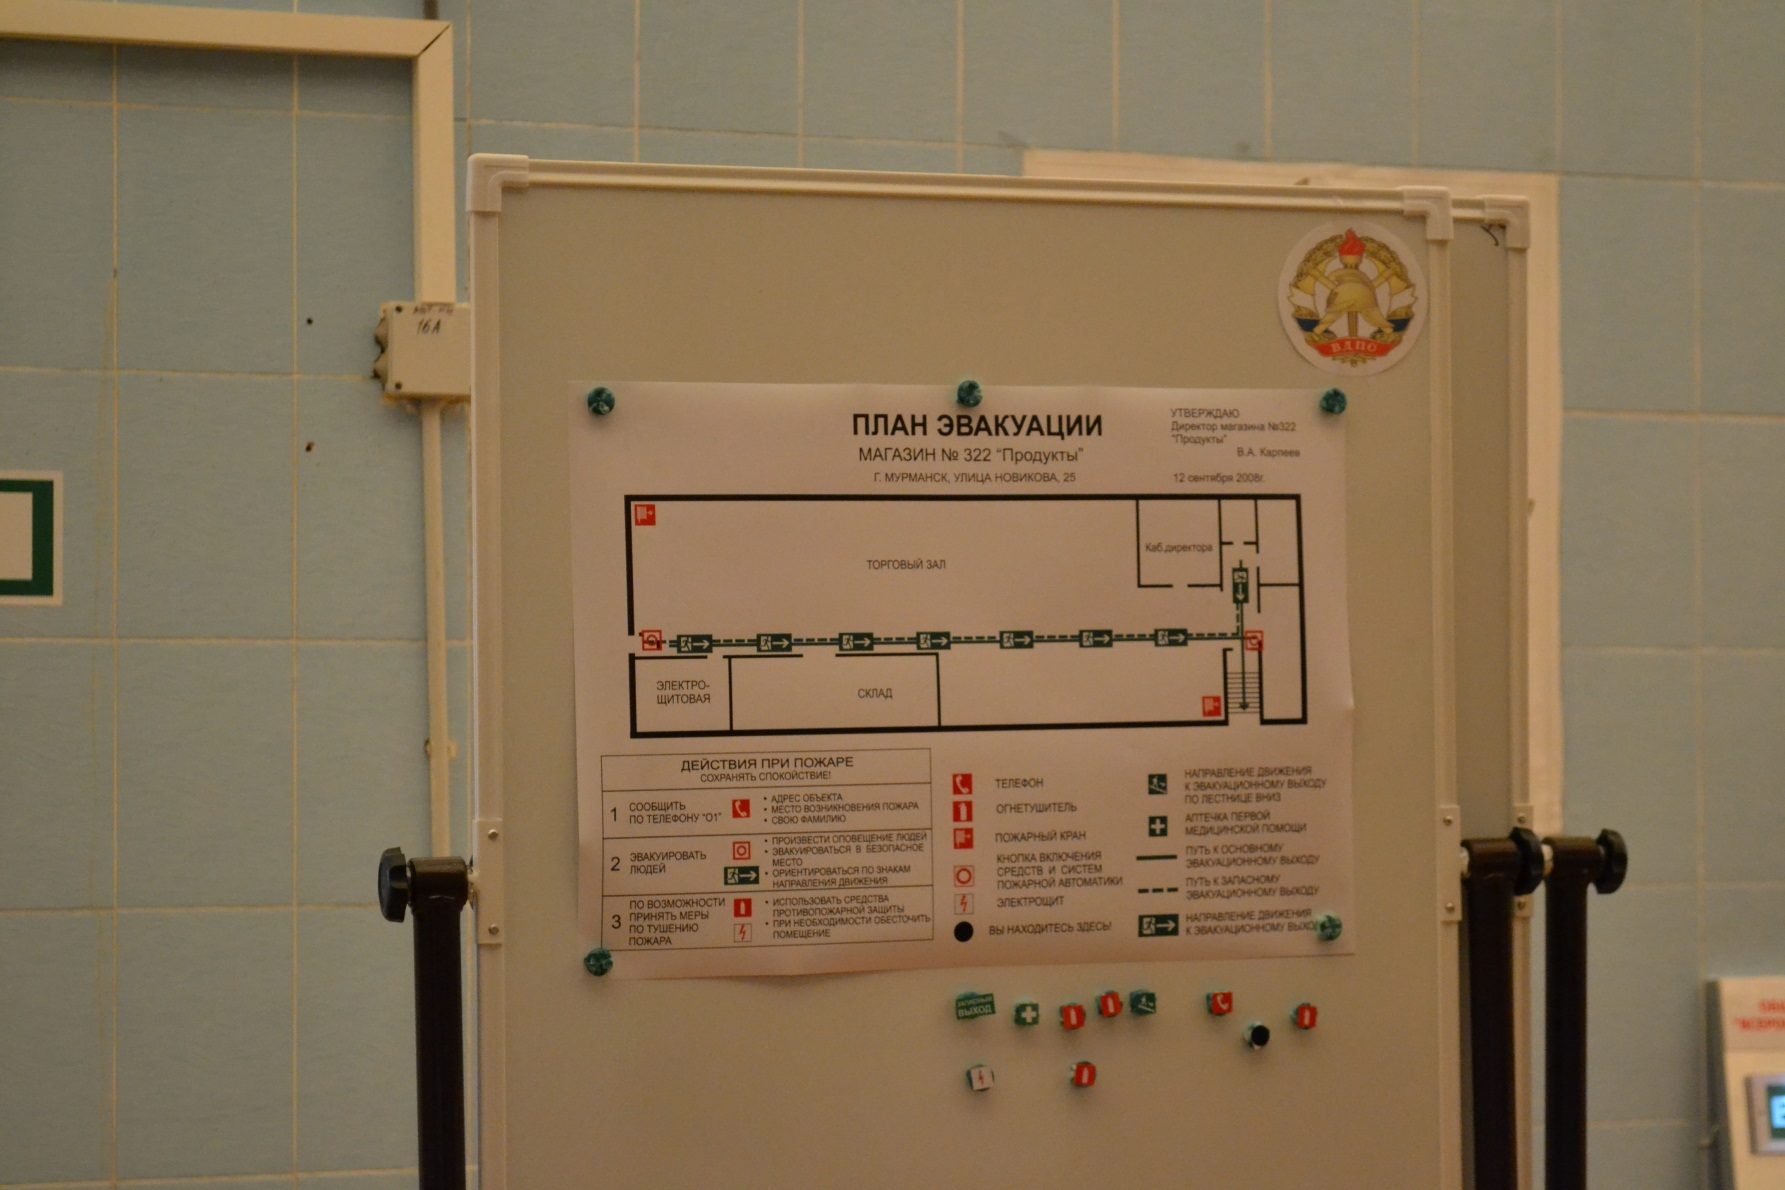 АВТ. ПЦ
16А
ВДПО
ПЛАН ЭВАКУАЦИИ
МАГАЗИН № 322 "Продукты"
Г. МУРМАНСК, УЛИЦА НОВИКОВА, 25
УТВЕРЖДАЮ
Директор магазина №322
"Продукты"
В.А. Карпеев
12 сентября 2008г.
ТОРГОВЫЙ ЗАЛ
Каб.директора
ЭЛЕКТРО-
ЩИТОВАЯ
СКЛАД
ДЕЙСТВИЯ ПРИ ПОЖАРЕ
СОХРАНЯТЬ СПОКОЙСТВИЕ!
1 СООБЩИТЬ
ПО ТЕЛЕФОНУ "О1"
• АДРЕС ОБЪЕКТА
• МЕСТО ВОЗНИКНОВЕНИЯ ПОЖАРА
• СВОЮ ФАМИЛИЮ
2 ЭВАКУИРОВАТЬ
ЛЮДЕЙ
• ПРОИЗВЕСТИ ОПОВЕЩЕНИЕ ЛЮДЕЙ
• ЭВАКУИРОВАТЬСЯ В БЕЗОПАСНОЕ
МЕСТО
• ОРИЕНТИРОВАТЬСЯ ПО ЗНАКАМ
НАПРАВЛЕНИЯ ДВИЖЕНИЯ
3 ПО ВОЗМОЖНОСТИ
ПРИНЯТЬ МЕРЫ
ПО ТУШЕНИЮ
ПОЖАРА
• ИСПОЛЬЗОВАТЬ СРЕДСТВА
ПРОТИВОПОЖАРНОЙ ЗАЩИТЫ
• ПРИ НЕОБХОДИМОСТИ ОБЕСТОЧИТЬ
ПОМЕЩЕНИЕ
ТЕЛЕФОН
ОГНЕТУШИТЕЛЬ
ПОЖАРНЫЙ КРАН
КНОПКА ВКЛЮЧЕНИЯ
СРЕДСТВ И СИСТЕМ
ПОЖАРНОЙ АВТОМАТИКИ
ЭЛЕКТРОЩИТ
ВЫ НАХОДИТЕСЬ ЗДЕСЬ!
НАПРАВЛЕНИЕ ДВИЖЕНИЯ
К ЭВАКУАЦИОННОМУ ВЫХОДУ
ПО ЛЕСТНИЦЕ ВНИЗ
АПТЕЧКА ПЕРВОЙ
МЕДИЦИНСКОЙ ПОМОЩИ
ПУТЬ К ОСНОВНОМУ
ЭВАКУАЦИОННОМУ ВЫХОДУ
ПУТЬ К ЗАПАСНОМУ
ЭВАКУАЦИОННОМУ ВЫХОДУ
НАПРАВЛЕНИЕ ДВИЖЕНИЯ
К ЭВАКУАЦИОННОМУ ВЫХОД
ЗАПАСНЫЙ
ВЫХОД